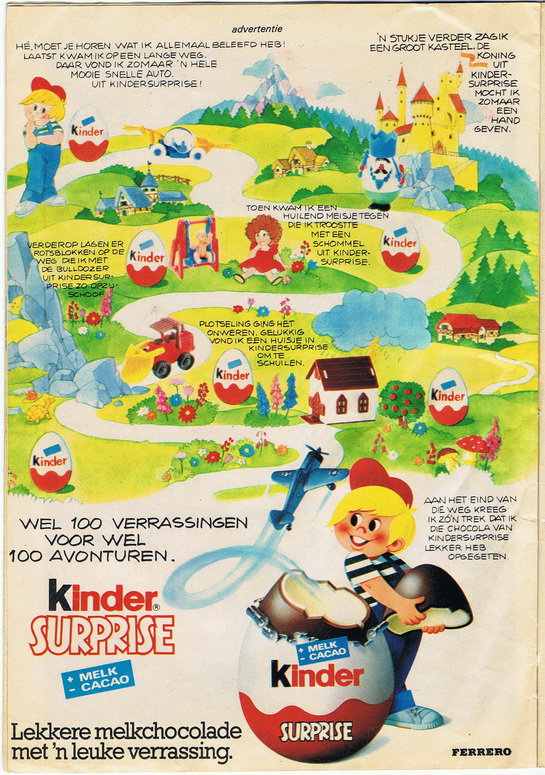 advertentie
HÉ, MOET JE HOREN WAT IK ALLEMAAL BELEEFD HEB!
LAATST KWAM IK OP EEN LANGE WEG.
DAAR VOND IK ZOMAAR 'N HELE
MOOIE SNELLE AUTO.
UIT KINDERSURPRISE!
'N STUKJE VERDER ZAG IK
EEN GROOT KASTEEL. DE
KONING
UIT
KINDER-
SURPRISE
MOCHT IK
ZOMAAR
EEN
HAND
GEVEN.
Kinder
TOEN KWAM IK EEN
HUILEND MEISJE TEGEN
DIE IK TROOSTTE
MET EEN
SCHOMMEL
UIT KINDER-
SURPRISE.
Kinder
VERDEROP LAGEN ER
ROTSBLOKKEN OP DE
WEG DIE IK MET
DE BULLDOZER
UIT KINDERSUR-
PRISE ZO OPZIJ
SCHOOF.
Kinder
PLOTSELING GING HET
ONWEREN. GELUKKIG
VOND IK EEN HUISJE IN
KINDERSURPRISE
OM TE
SCHUILEN.
Kinder
Kinder
Kinder
AAN HET EIND VAN
DIE WEG KREEG
IK ZO'N TREK DAT IK
DIE CHOCOLA VAN
KINDERSURPRISE
LEKKER HEB
OPGEGETEN.
WEL 100 VERRASSINGEN
VOOR WEL
100 AVONTUREN.
Kinder®
SURPRISE
+ MELK
- CACAO
+ MELK
- CACAO
Kinder
SURPRISE
Lekkere melkchocolade
met 'n leuke verrassing.
FERRERO